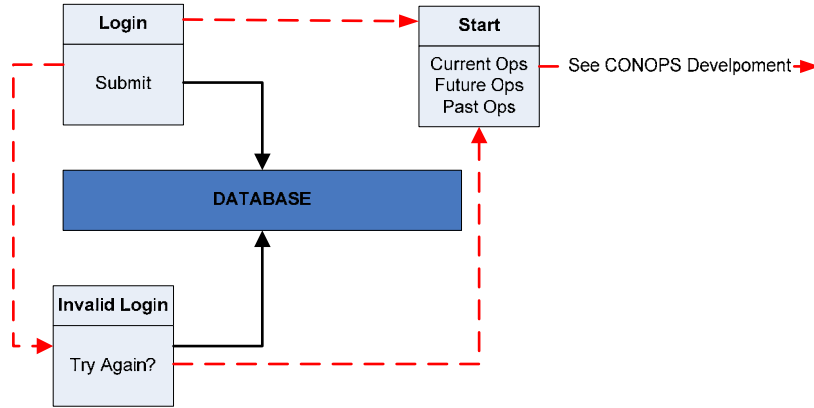 Login
Submit
Start
Current Ops
Future Ops
Past Ops
See CONOPS Develpoment
DATABASE
Invalid Login
Try Again?